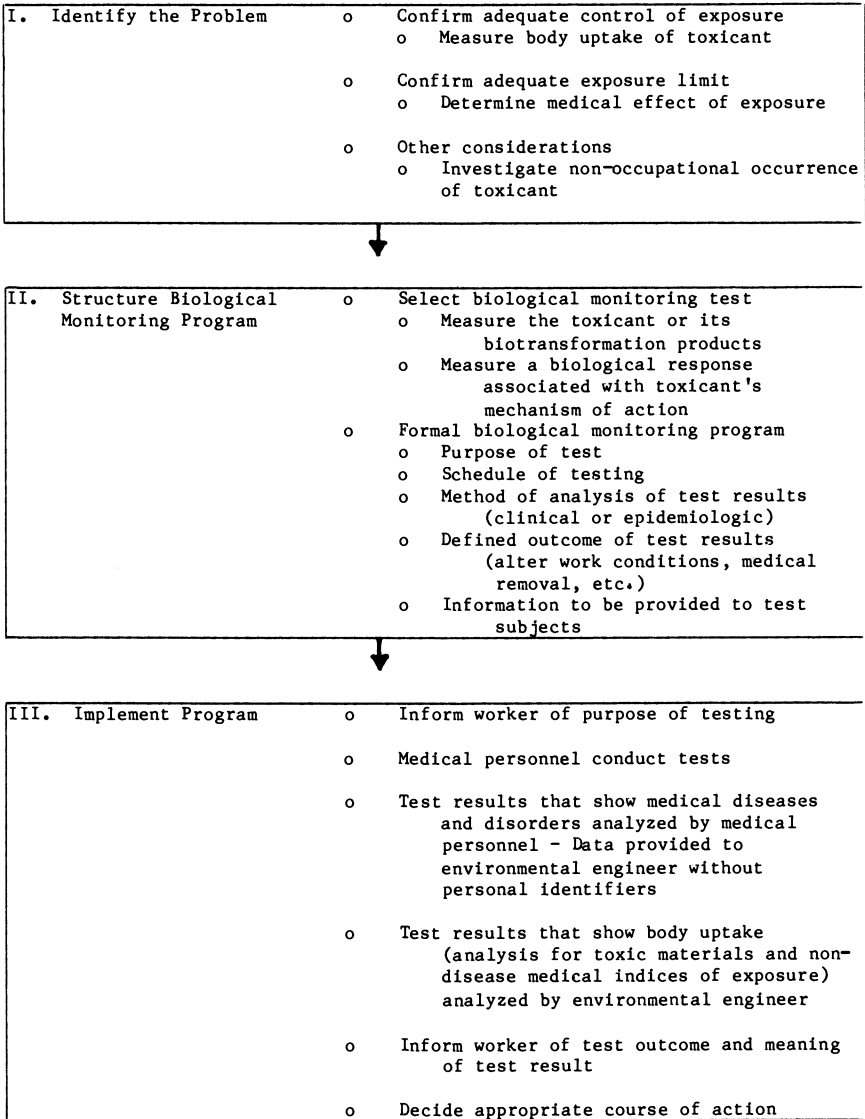 I. Identify the Problem o Confirm adequate control of exposure
o Measure body uptake of toxicant
o Confirm adequate exposure limit
o Determine medical effect of exposure
o Other considerations
o Investigate non-occupational occurrence
of toxicant
II. Structure Biological o Select biological monitoring test
Monitoring Program o Measure the toxicant or its
biotransformation products
o Measure a biological response
associated with toxicant's
mechanism of action
o Formal biological monitoring program
o Purpose of test
o Schedule of testing
o Method of analysis of test results
(clinical or epidemiologic)
o Defined outcome of test results
(alter work conditions, medical
removal, etc.)
o Information to be provided to test
subjects
III. Implement Program o Inform worker of purpose of testing
o Medical personnel conduct tests
o Test results that show medical diseases
and disorders analyzed by medical
personnel - Data provided to
environmental engineer without
personal identifiers
o Test results that show body uptake
(analysis for toxic materials and non-
disease medical indices of exposure)
analyzed by environmental engineer
o Inform worker of test outcome and meaning
of test result
o Decide appropriate course of action